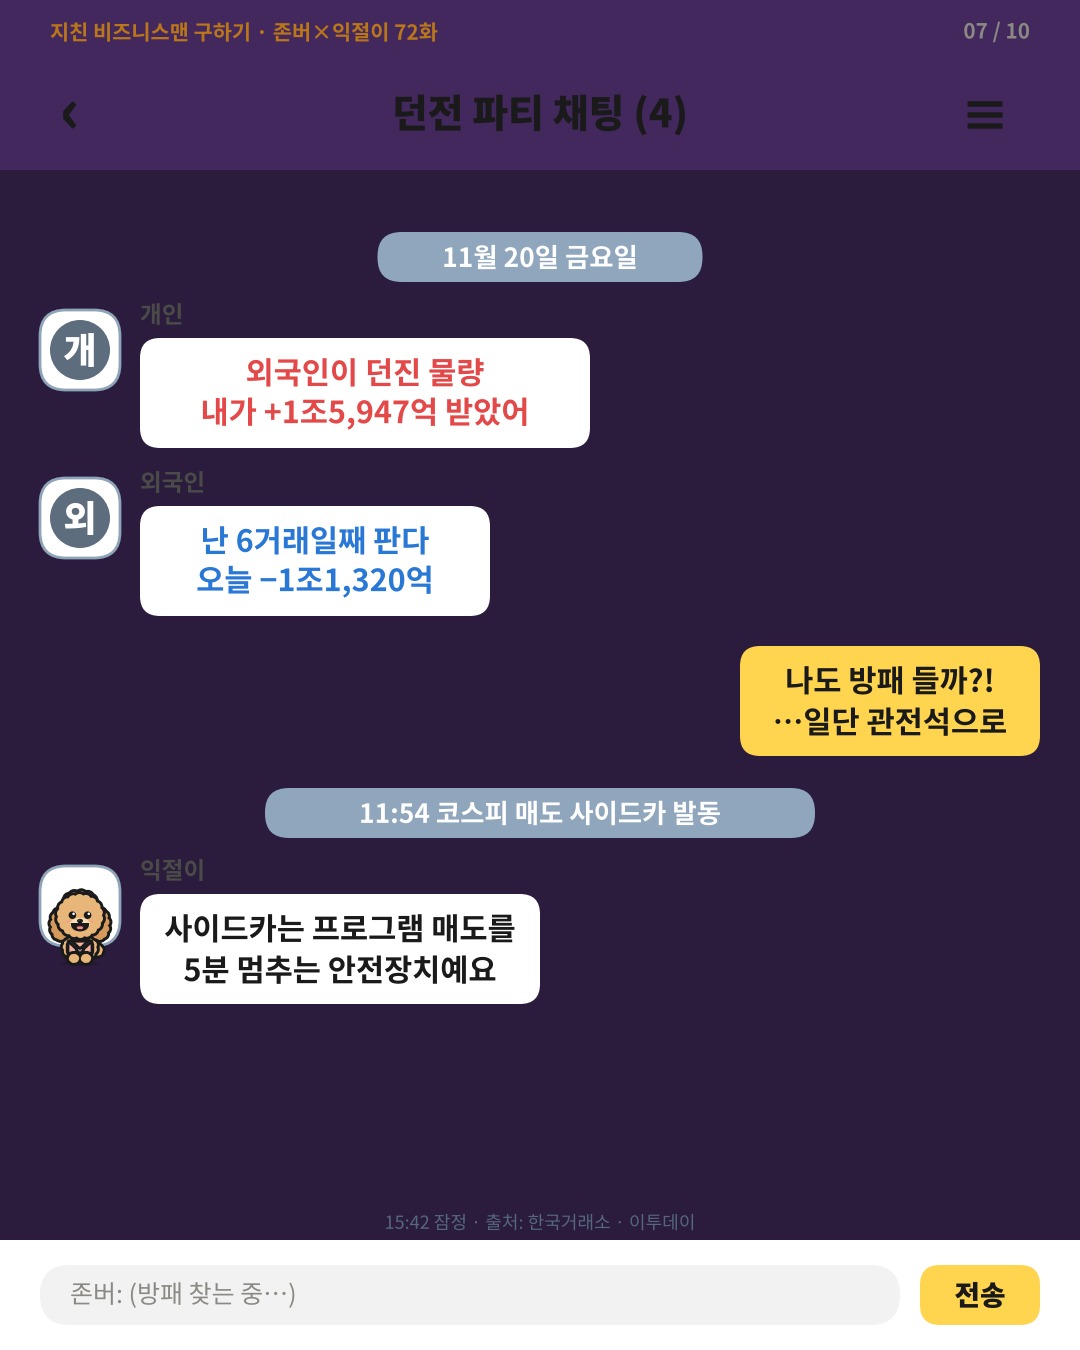 지친 비즈니스맨 구하기 · 존버×익절이 72화
07 / 10
던전 파티 채팅 (4)
11월 20일 금요일
개
개인
외국인이 던진 물량
내가 +1조5,947억 받았어
외
외국인
난 6거래일째 판다
오늘 −1조1,320억
나도 방패 들까?!
…일단 관전석으로
11:54 코스피 매도 사이드카 발동
익절이
사이드카는 프로그램 매도를
5분 멈추는 안전장치예요
15:42 잠정 · 출처: 한국거래소 · 이투데이
존버: (방패 찾는 중…)
전송